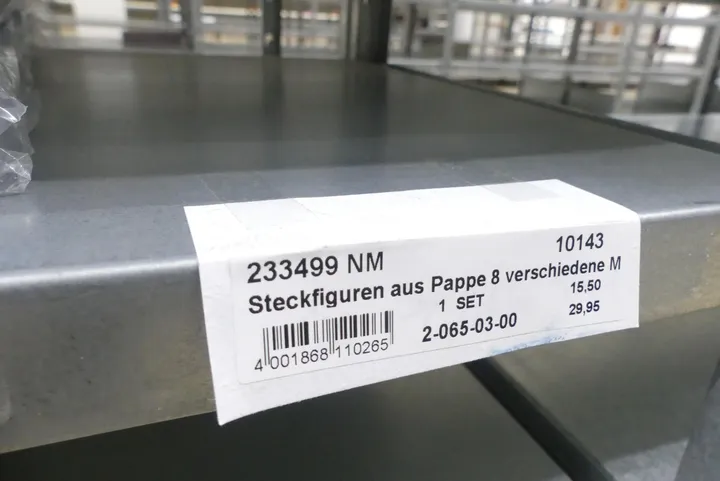 233499 NM 10143
Steckfiguren aus Pappe 8 verschiedene M
1 SET 15,50
2-065-03-00 29,95
4 001868 110265